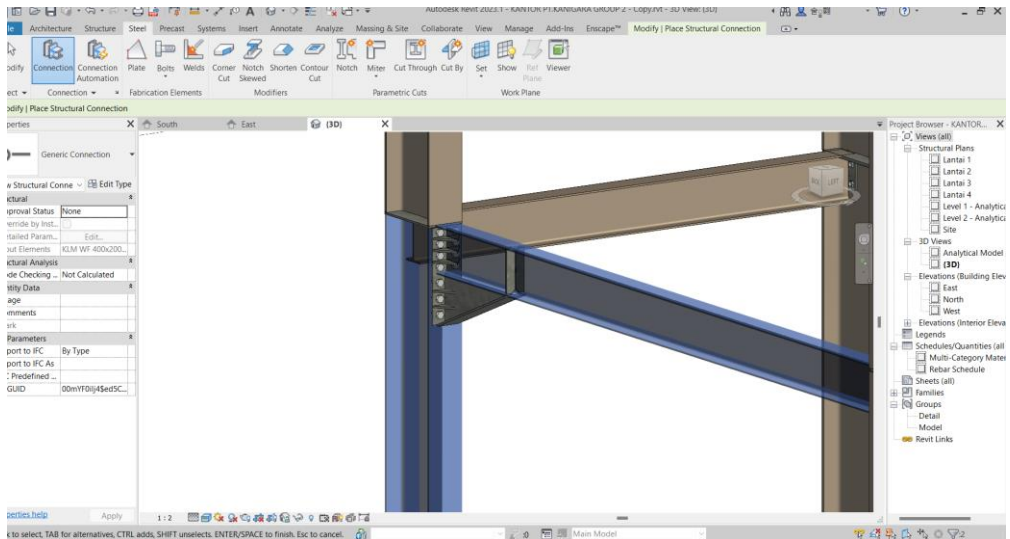 Autodesk Revit 2023.1 - KANTOR PT.KANIGARA GROUP 2 - Copy.rvt - 3D View: {3D}
Architecture Structure Steel Precast Systems Insert Annotate Analyze Massing & Site Collaborate View Manage Add-Ins Enscape™ Modify | Place Structural Connection
odify Connection Connection Automation Plate Bolts Welds Corner Cut Notch Skewed Shorten Contour Cut Notch Miter Cut Through Cut By Set Show Ref Plane Viewer
ect Connection Fabrication Elements Modifiers Parametric Cuts Work Plane
odify | Place Structural Connection
perties
South
East
{3D}
Project Browser - KANTOR...
Generic Connection
w Structural Conne
Edit Type
uctural
proval Status None
erride by Inst...
etailed Param... Edit...
out Elements KLM WF 400x200...
uctural Analysis
ode Checking ... Not Calculated
ntity Data
age
mments
ark
Parameters
port to IFC By Type
port to IFC As
C Predefined ...
GUID
perties help
Apply
BACK
LEFT
Views (all)
Structural Plans
Lantai 1
Lantai 2
Lantai 3
Lantai 4
Level 1 - Analytica
Level 2 - Analytica
Site
3D Views
Analytical Model
{3D}
Elevations (Building Elev
East
North
West
Elevations (Interior Eleva
Legends
Schedules/Quantities (all
Multi-Category Mater
Rebar Schedule
Sheets (all)
Families
Groups
Detail
Model
Revit Links
1 : 2
k to select, TAB for alternatives, CTRL adds, SHIFT unselects. ENTER/SPACE to finish. Esc to cancel.
:0
Main Model
:2